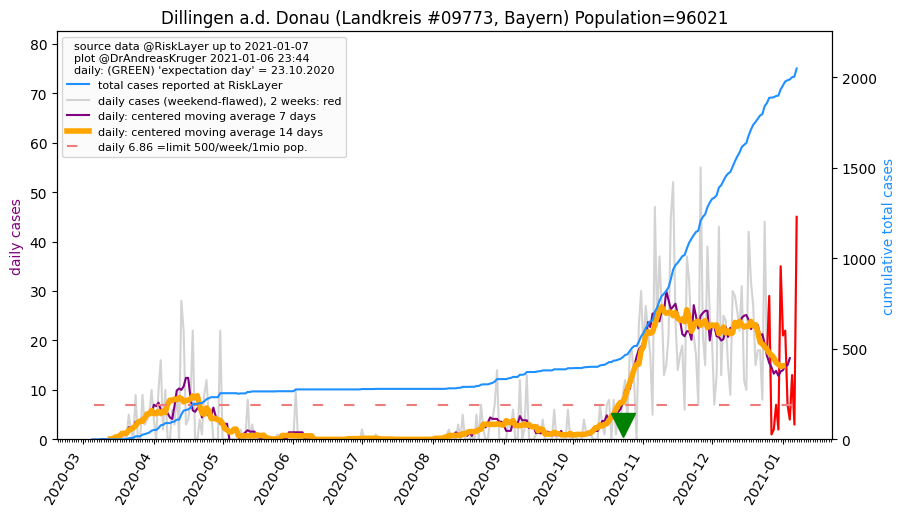 Dillingen a.d. Donau (Landkreis #09773, Bayern) Population=96021
source data @RiskLayer up to 2021-01-07
plot @DrAndreasKruger 2021-01-06 23:44
daily: (GREEN) 'expectation day' = 23.10.2020
total cases reported at RiskLayer
daily cases (weekend-flawed), 2 weeks: red
daily: centered moving average 7 days
daily: centered moving average 14 days
daily 6.86 =limit 500/week/1mio pop.
daily cases
80
70
60
50
40
30
20
10
0
cumulative total cases
2000
1500
1000
500
0
2020-03
2020-04
2020-05
2020-06
2020-07
2020-08
2020-09
2020-10
2020-11
2020-12
2021-01